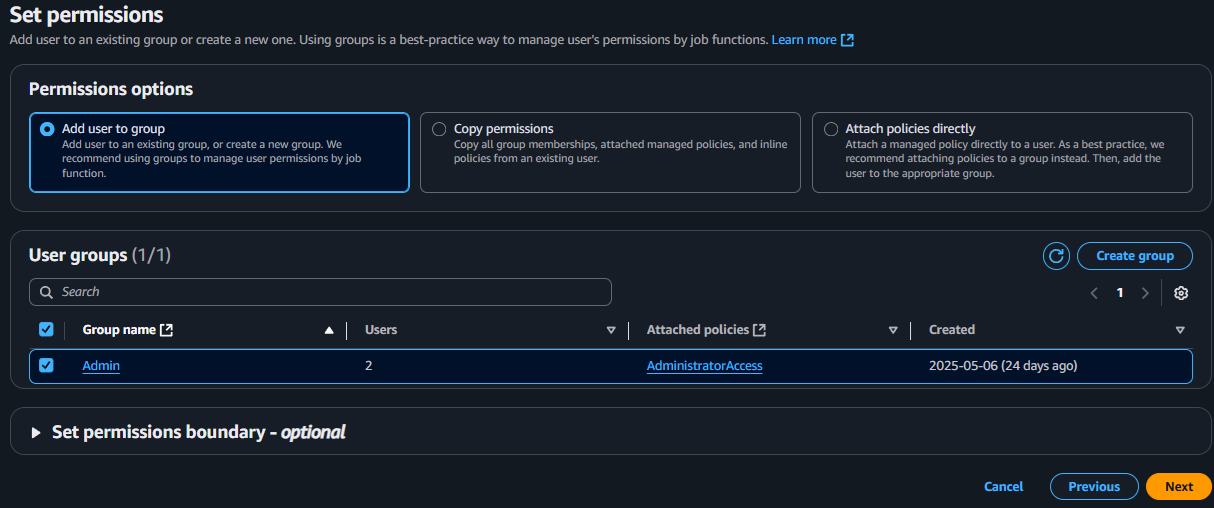 Set permissions
Add user to an existing group or create a new one. Using groups is a best-practice way to manage user's permissions by job functions. Learn more
Permissions options
Add user to group
Add user to an existing group, or create a new group. We
recommend using groups to manage user permissions by job
function.
Copy permissions
Copy all group memberships, attached managed policies, and inline
policies from an existing user.
Attach policies directly
Attach a managed policy directly to a user. As a best practice, we
recommend attaching policies to a group instead. Then, add the
user to the appropriate group.
User groups (1/1)
Create group
Search
1
Group name Users Attached policies Created
Admin 2 AdministratorAccess 2025-05-06 (24 days ago)
Set permissions boundary - optional
Cancel Previous Next